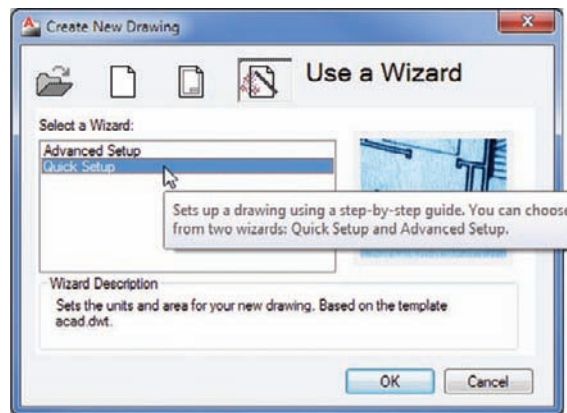 Create New Drawing
Use a Wizard
Select a Wizard:
Advanced Setup
Quick Setup
Sets up a drawing using a step-by-step guide. You can choose
from two wizards: Quick Setup and Advanced Setup.
Wizard Description
Sets the units and area for your new drawing. Based on the template
acad.dwt.
OK
Cancel